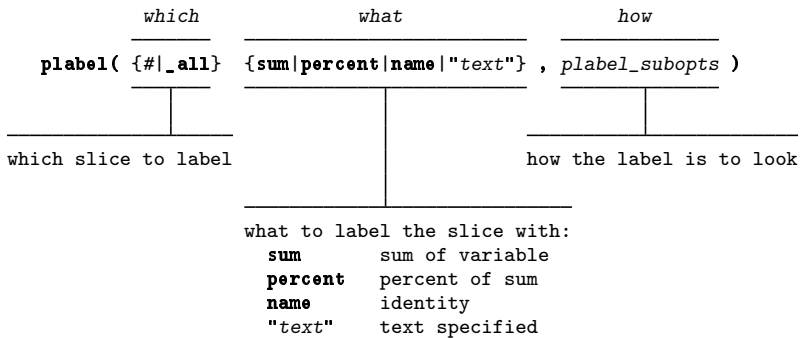 which what how
plabel( {#|_all} {sum|percent|name|"text"} , plabel_subopts )
which slice to label how the label is to look
what to label the slice with:
sum sum of variable
percent percent of sum
name identity
"text" text specified